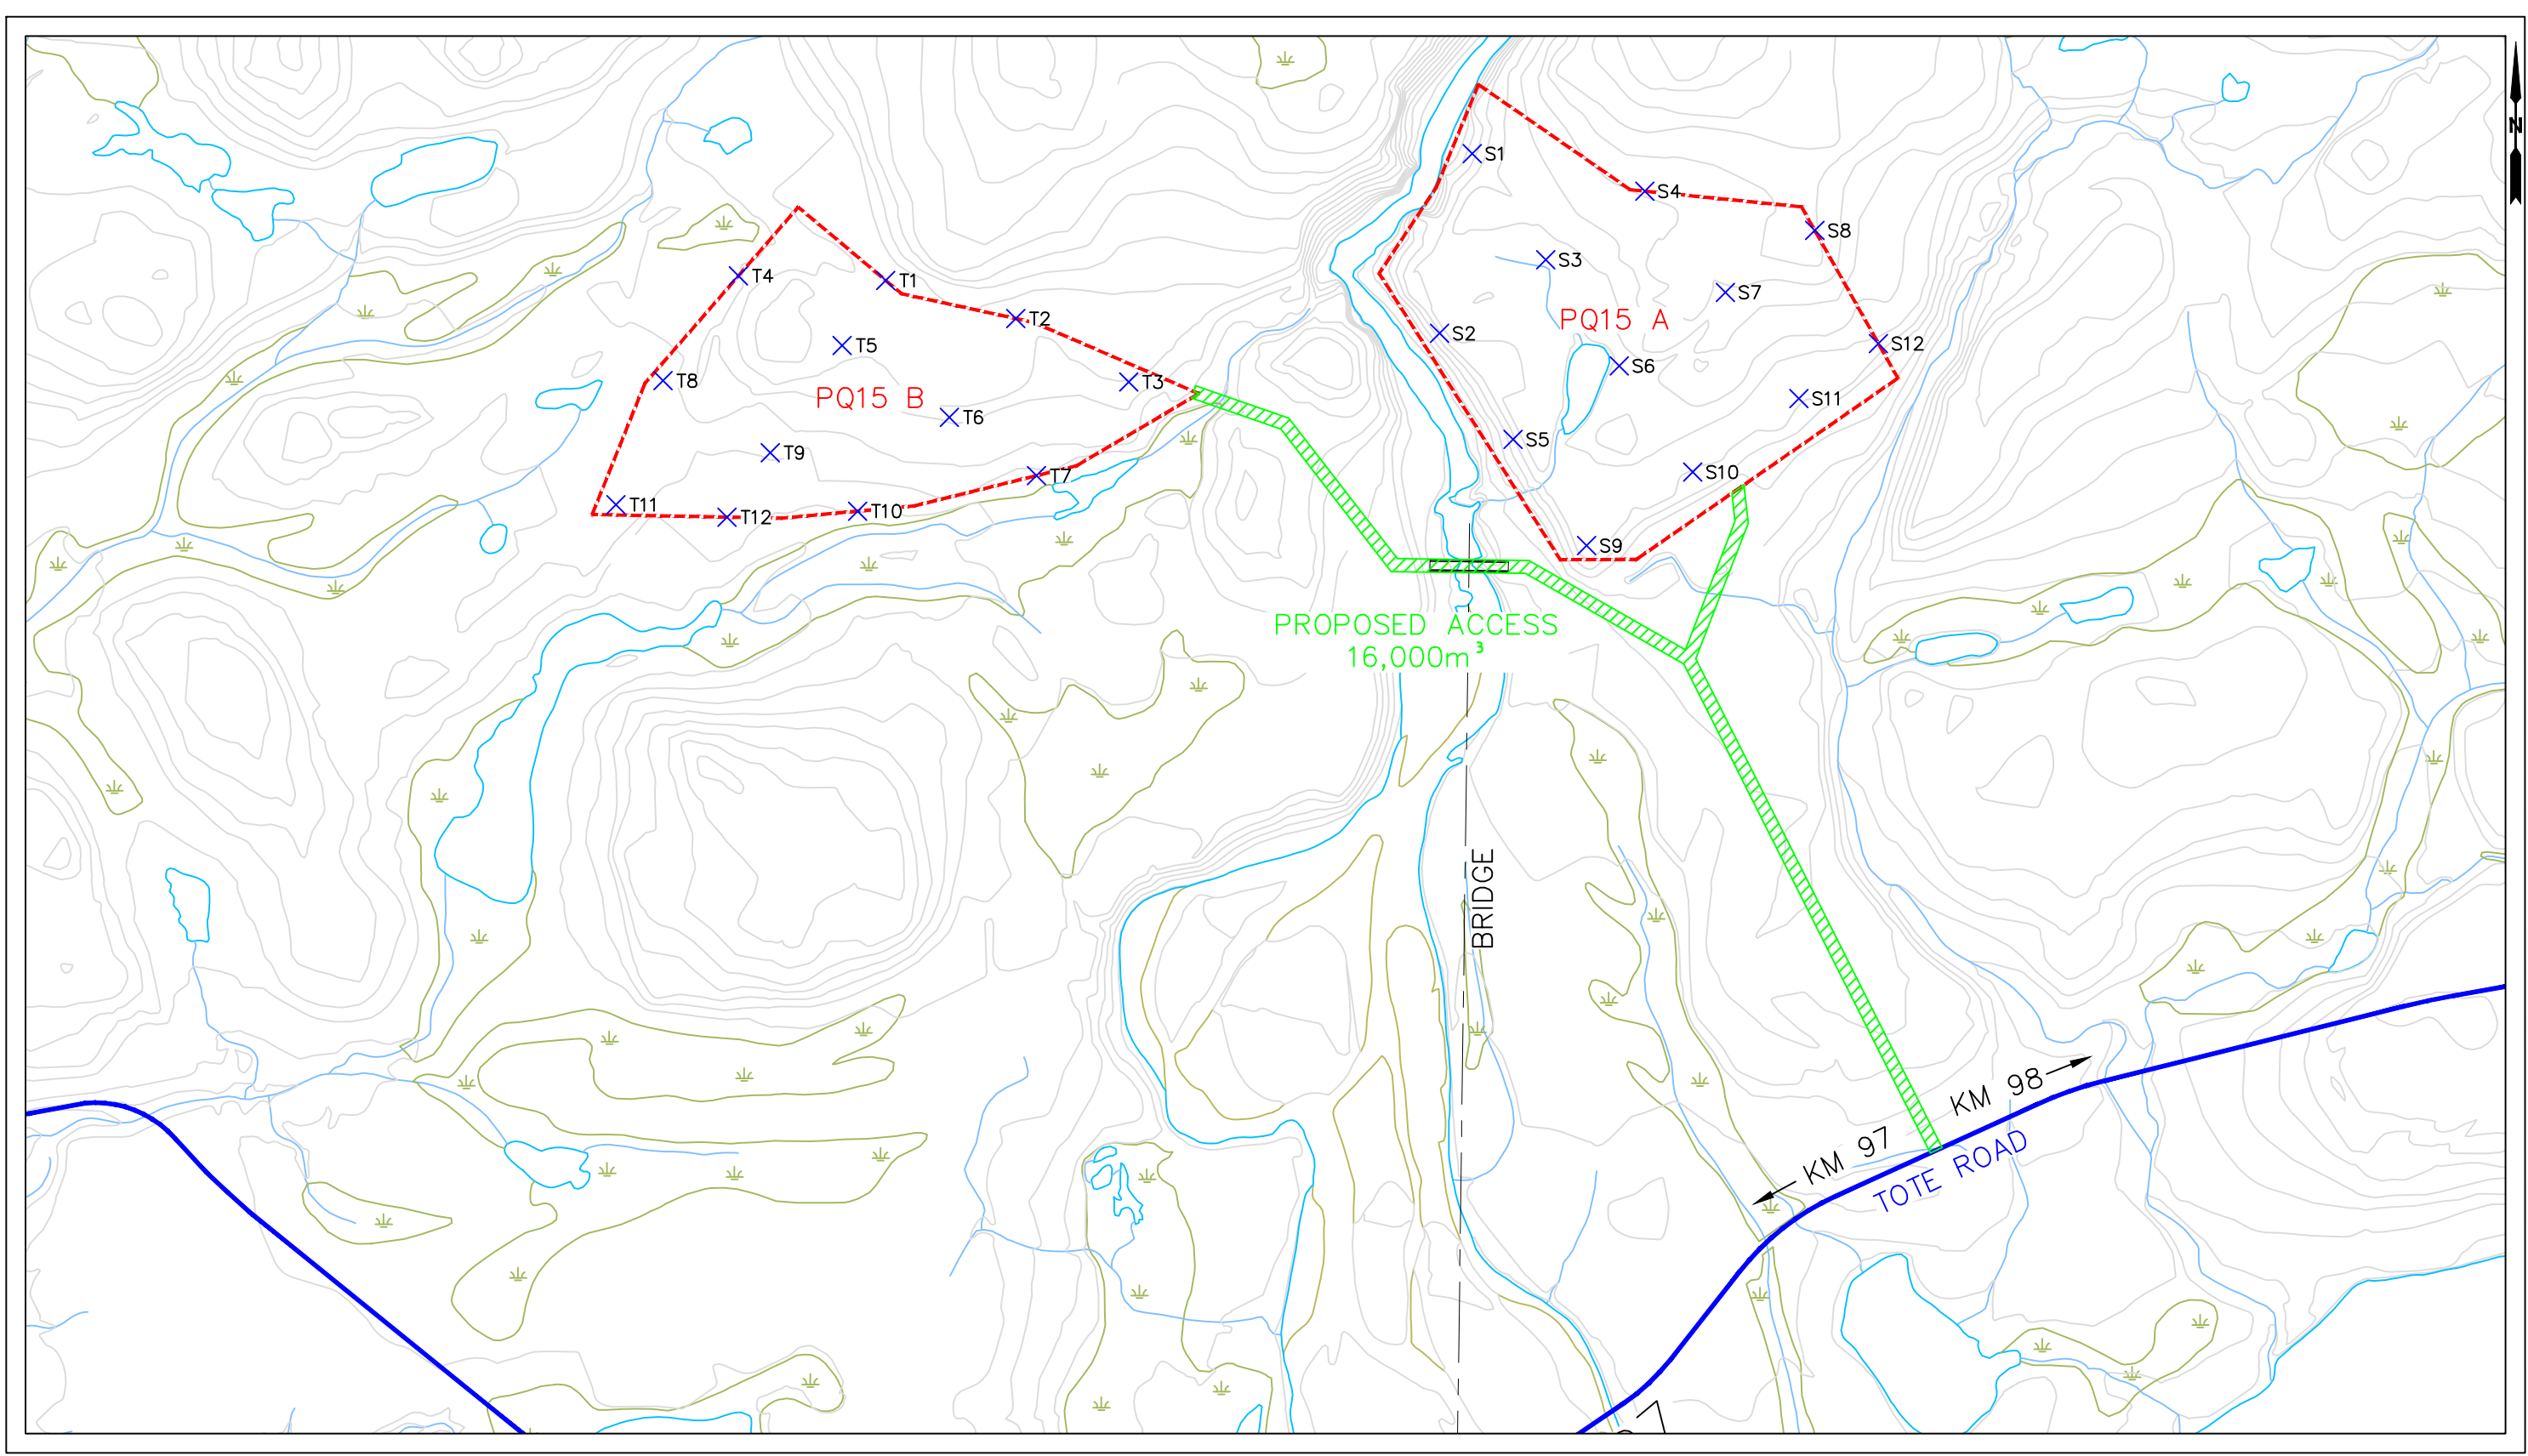 N
S1
S4
S8
S3
T4
T1
S7
T2
PQ15 A
S2
S12
T5
S6
T8
T3
PQ15 B
S11
T6
S5
T9
S10
T7
T11
T12
T10
S9
PROPOSED ACCESS
16,000m³
BRIDGE
KM 98
KM 97
TOTE ROAD